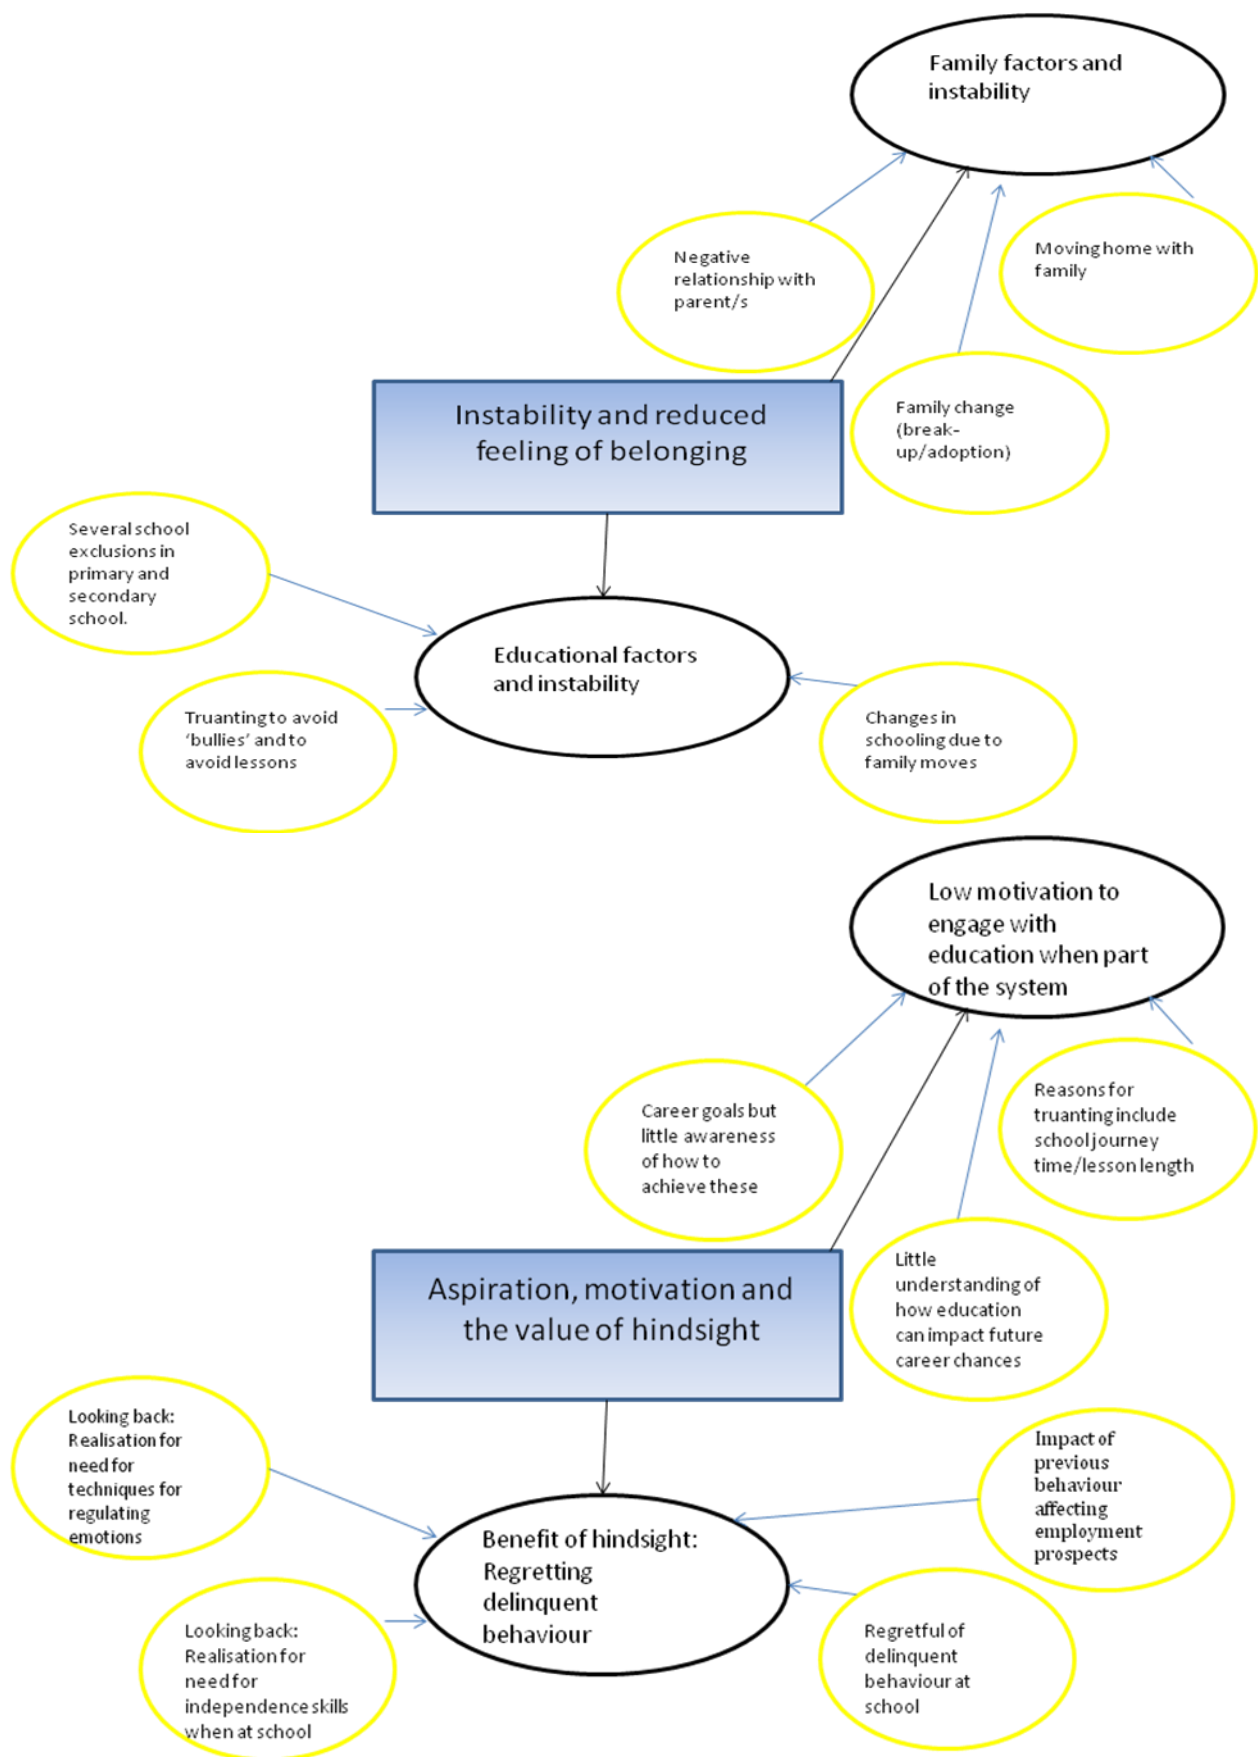 Family factors and
instability
Negative
relationship with
parent/s
Moving home with
family
Instability and reduced
feeling of belonging
Family change
(break-
up/adoption)
Several school
exclusions in
primary and
secondary
school.
Educational factors
and instability
Truanting to avoid
‘bullies’ and to
avoid lessons
Changes in
schooling due to
family moves
Low motivation to
engage with
education when part
of the system
Career goals but
little awareness
of how to
achieve these
Reasons for
truanting include
school journey
time/lesson length
Aspiration, motivation and
the value of hindsight
Little
understanding of
how education
can impact future
career chances
Looking back:
Realisation for
need for
techniques for
regulating
emotions
Impact of
previous
behaviour
affecting
employment
prospects
Benefit of hindsight:
Regretting
delinquent
behaviour
Looking back:
Realisation for
need for
independence skills
when at school
Regretful of
delinquent
behaviour at
school